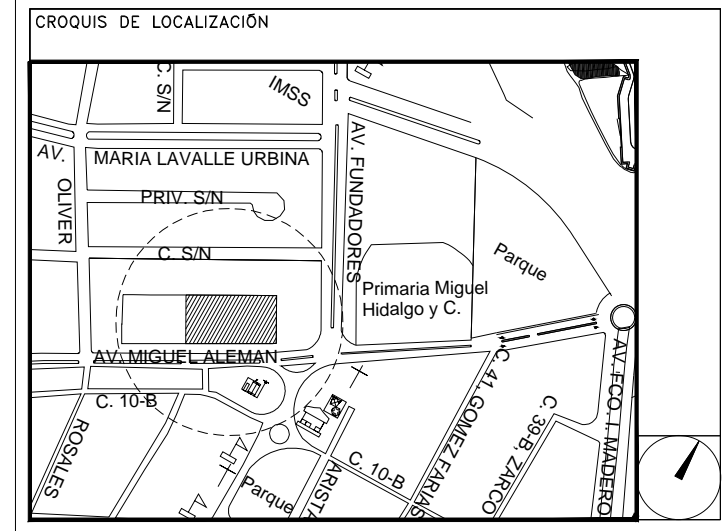 CROQUIS DE LOCALIZACIÕN
C. S/N
IMSS
AV.
OLIVER
MARIA LAVALLE URBINA
AV. FUNDADORES
PRIV. S/N
C. S/N
Parque
Primaria Miguel
Hidalgo y C.
AV. MIGUEL ALEMAN
C. 10-B
ROSALES
C. 41, GOMEZ FARIAS
C. 39-B, ZARCO
AV. FCO. I. MADERO
C. 10-B
ARISTA
Parque